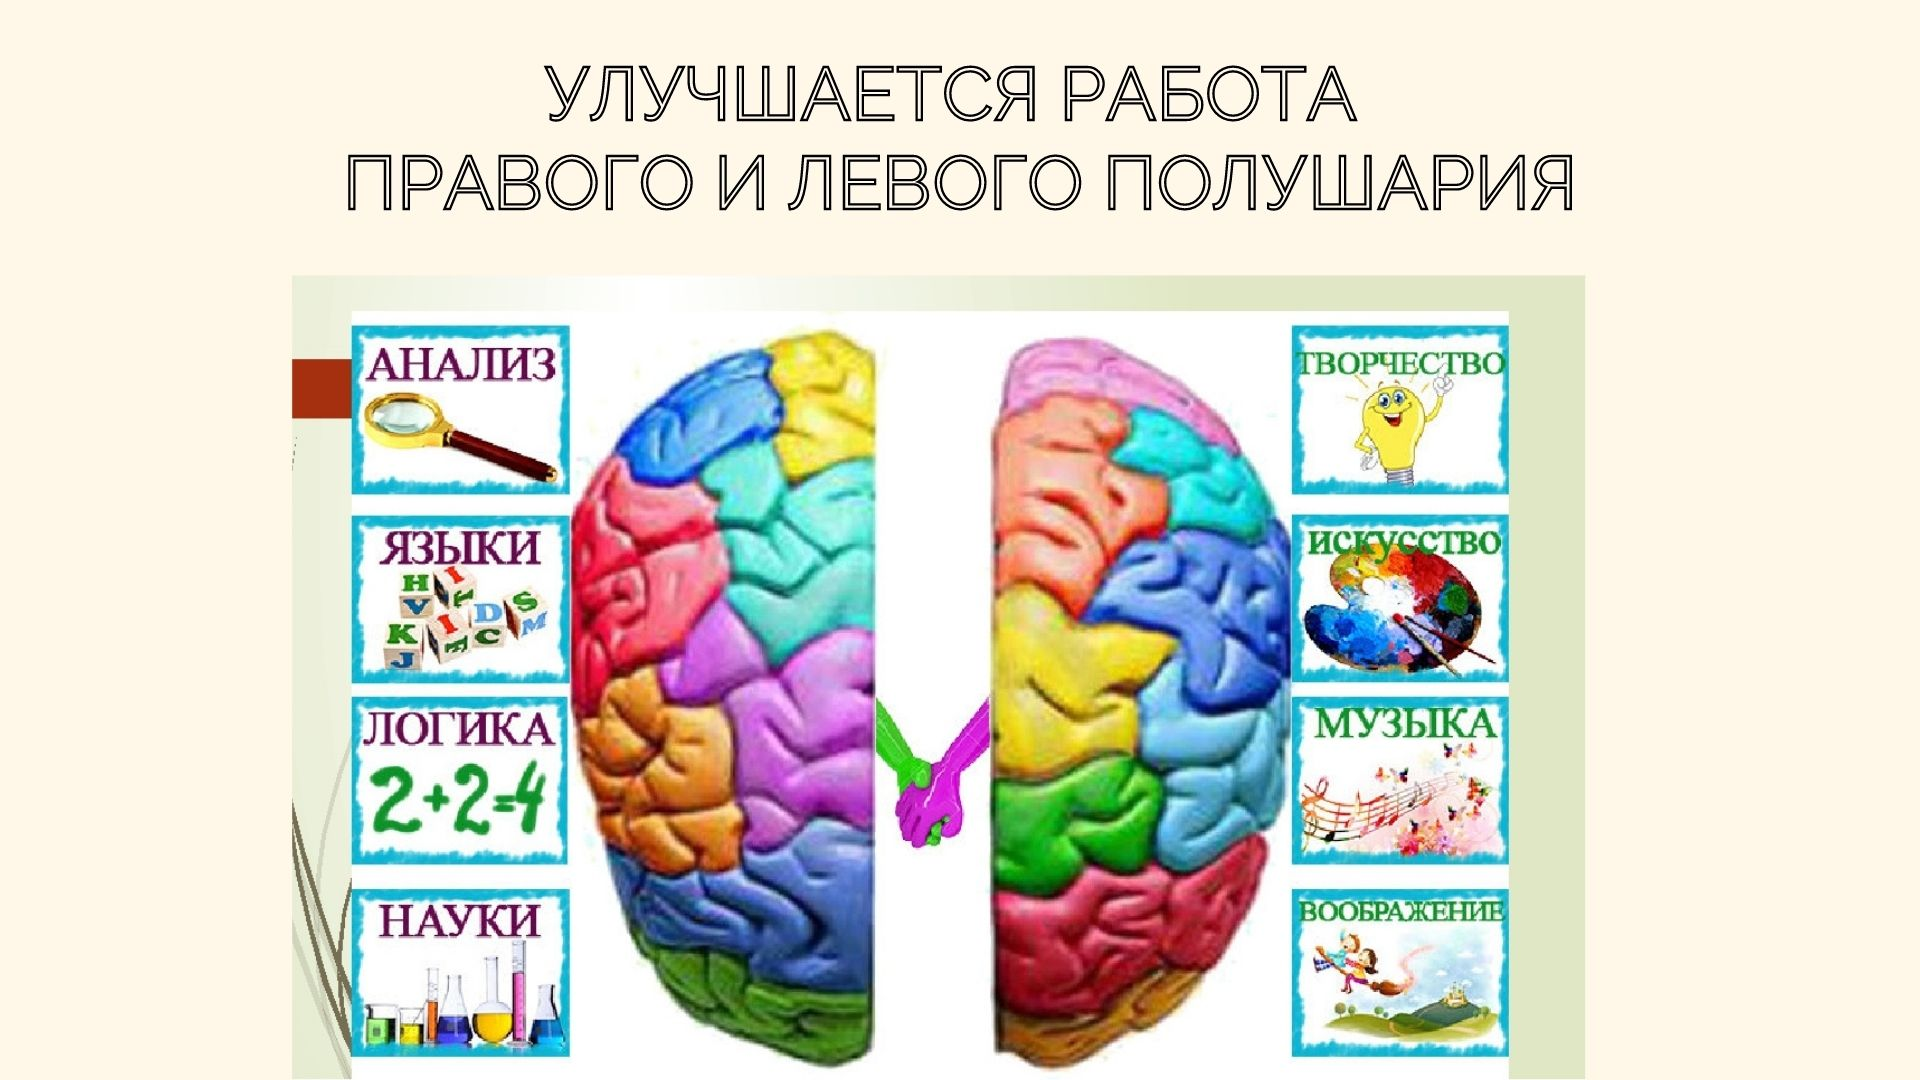 УЛУЧШАЕТСЯ РАБОТА
ПРАВОГО И ЛЕВОГО ПОЛУШАРИЯ
АНАЛИЗ
ЯЗЫКИ
H I
V D S
K I C M
J E
ЛОГИКА
2+2=4
НАУКИ
ТВОРЧЕСТВО
ИСКУССТВО
МУЗЫКА
ВООБРАЖЕНИЕ